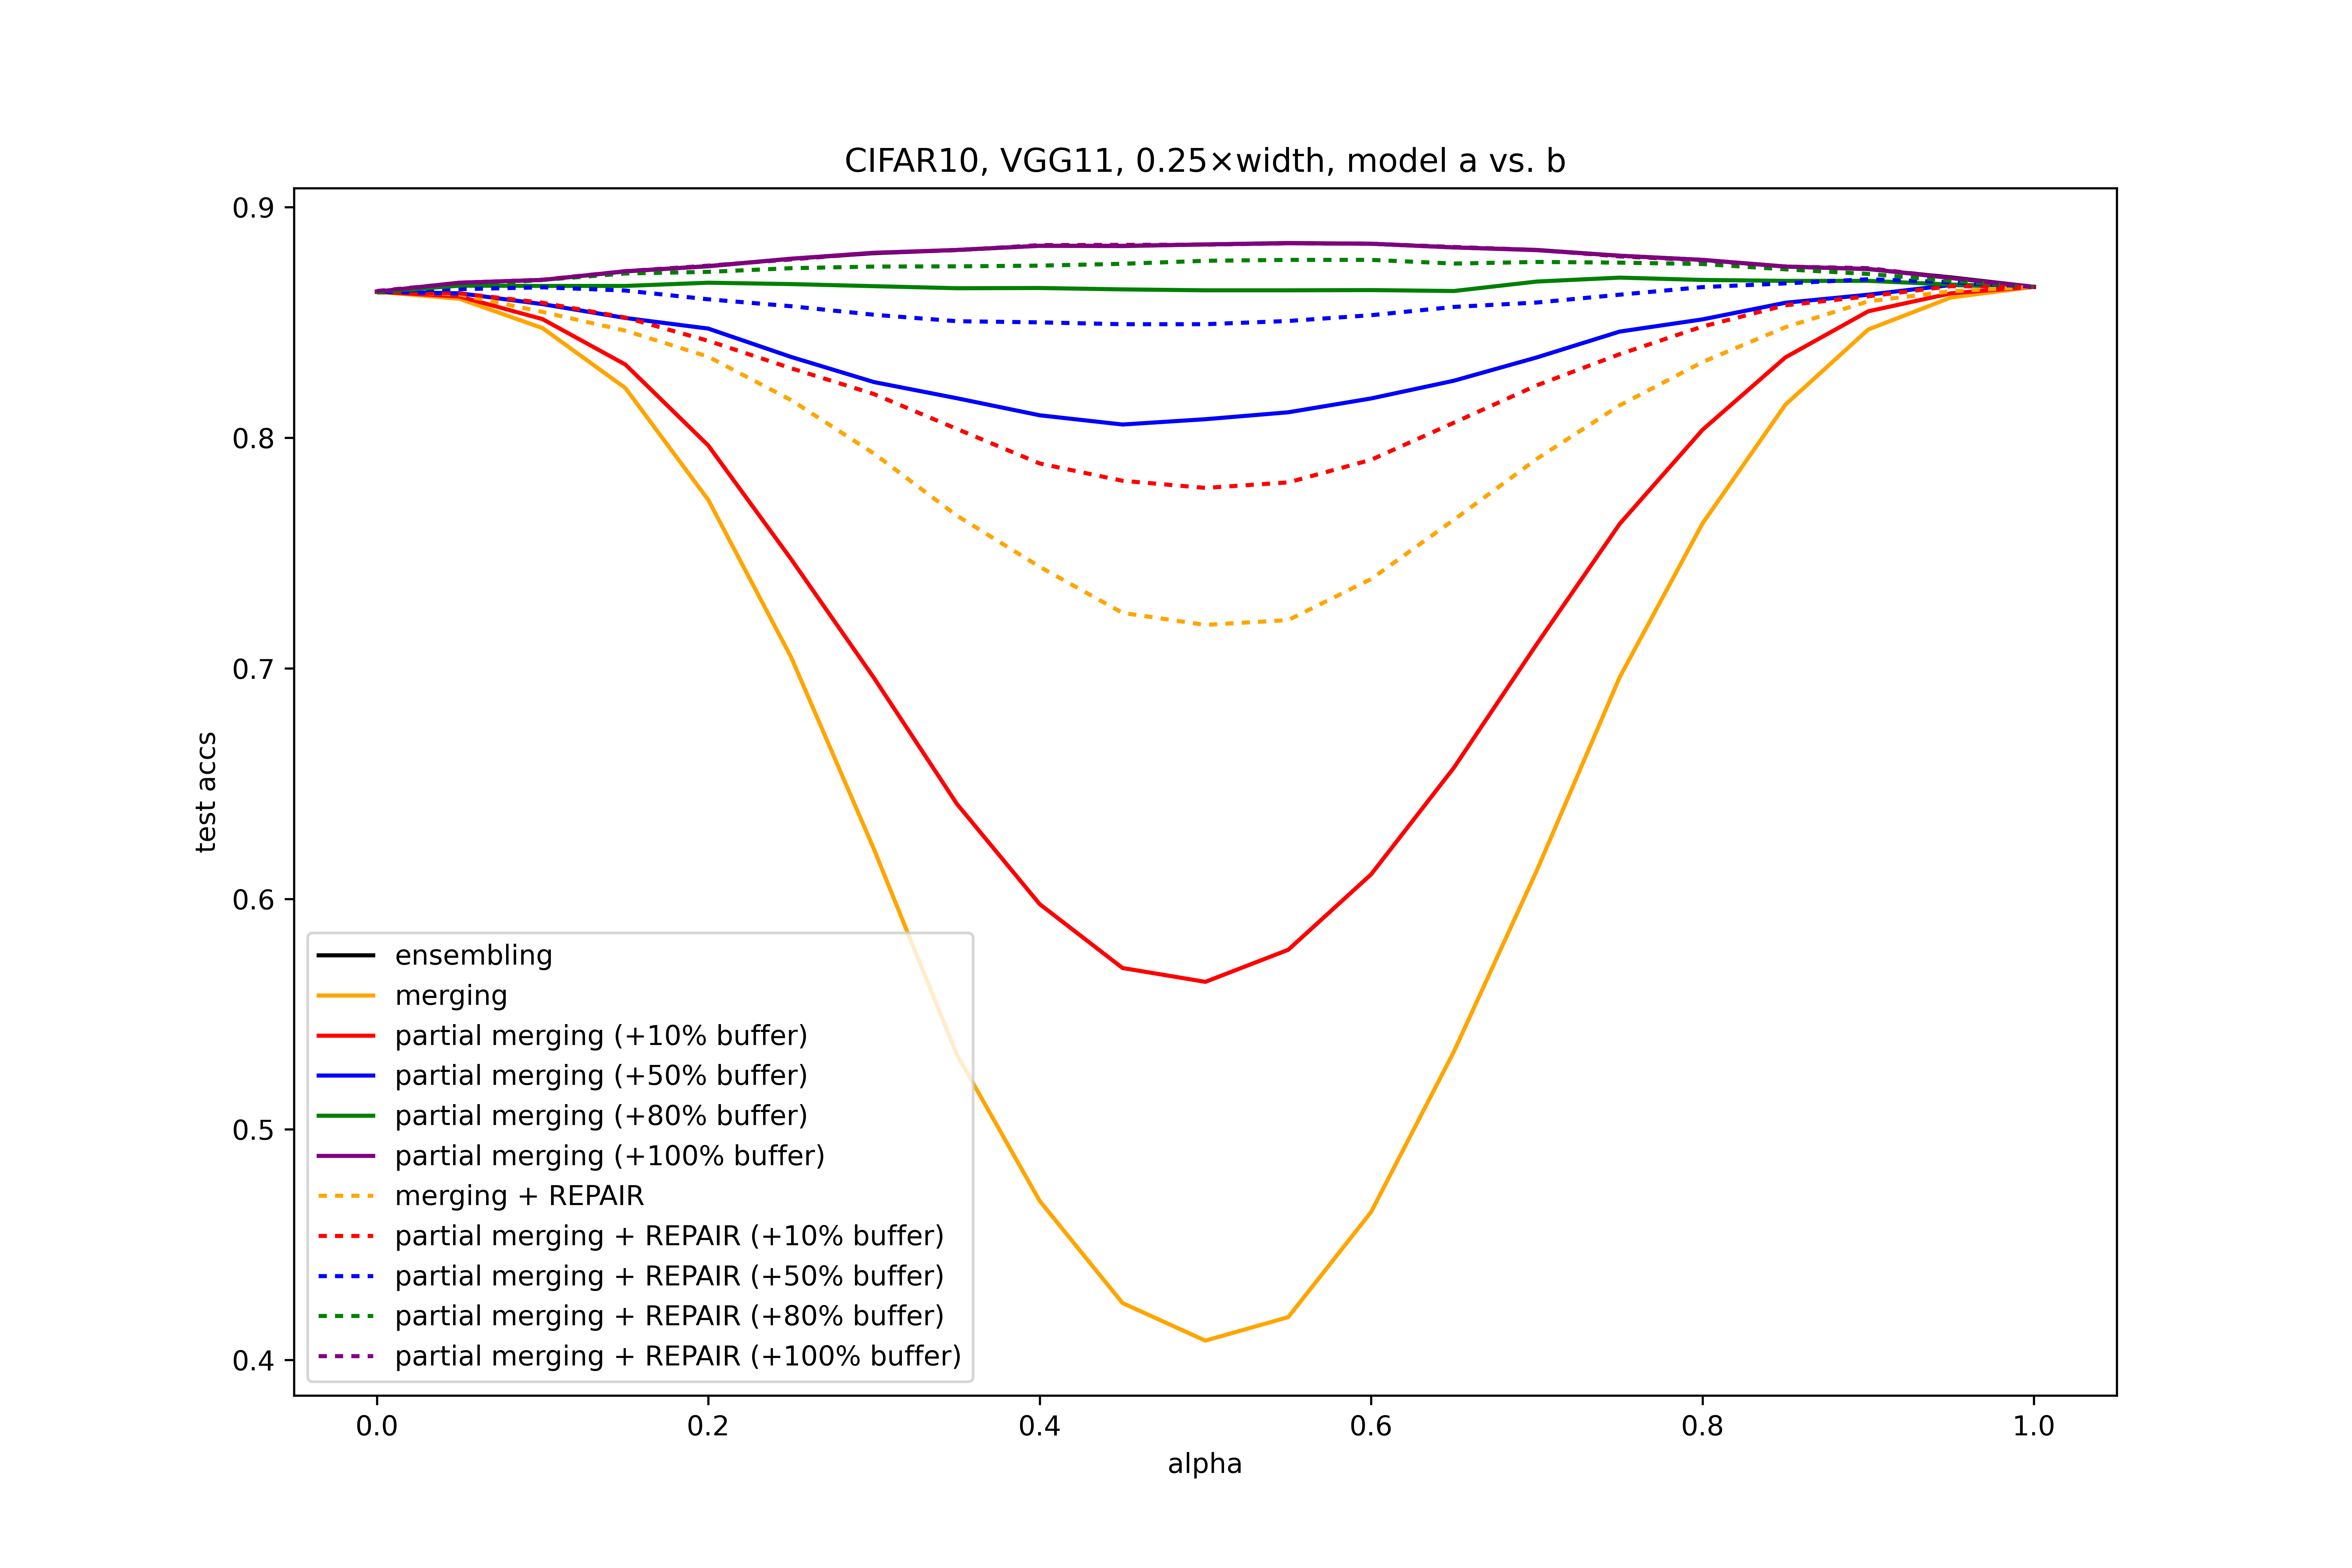 CIFAR10, VGG11, 0.25×width, model a vs. b
0.9
0.8
0.7
0.6
0.5
0.4
test accs
ensembling
merging
partial merging (+10% buffer)
partial merging (+50% buffer)
partial merging (+80% buffer)
partial merging (+100% buffer)
merging + REPAIR
partial merging + REPAIR (+10% buffer)
partial merging + REPAIR (+50% buffer)
partial merging + REPAIR (+80% buffer)
partial merging + REPAIR (+100% buffer)
0.0 0.2 0.4 0.6 0.8 1.0
alpha